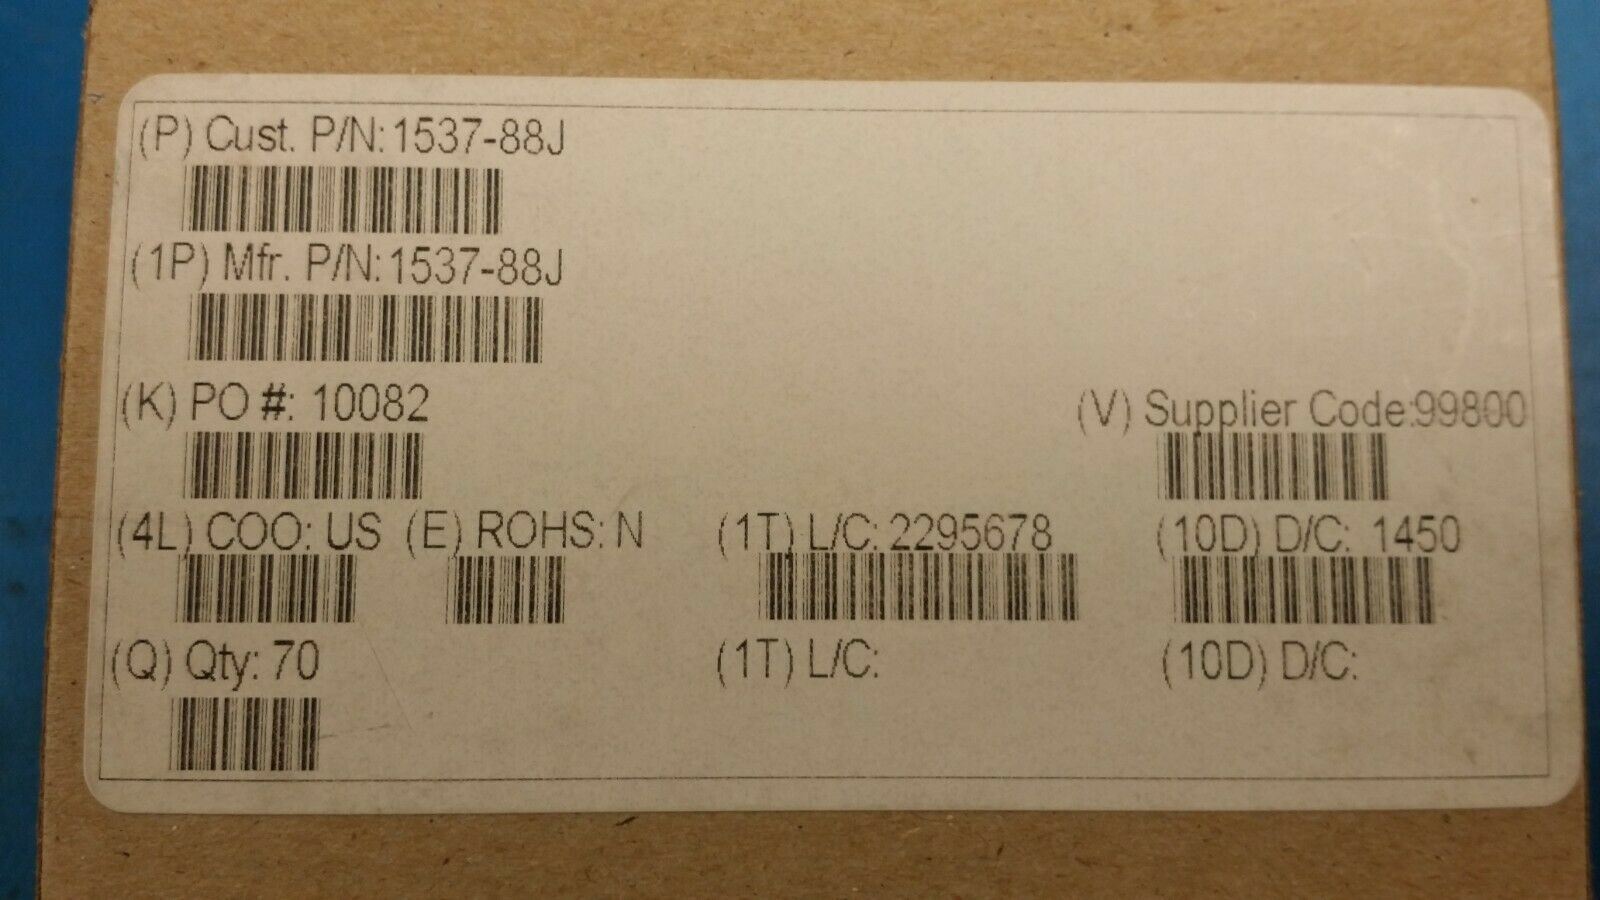 (P) Cust. P/N:1537-88J
(1P) Mfr. P/N:1537-88J
(K) PO #: 10082
(V) Supplier Code:99800
(4L) COO: US (E) ROHS: N (1T) L/C: 2295678 (10D) D/C: 1450
(Q) Qty: 70 (1T) L/C: (10D) D/C: